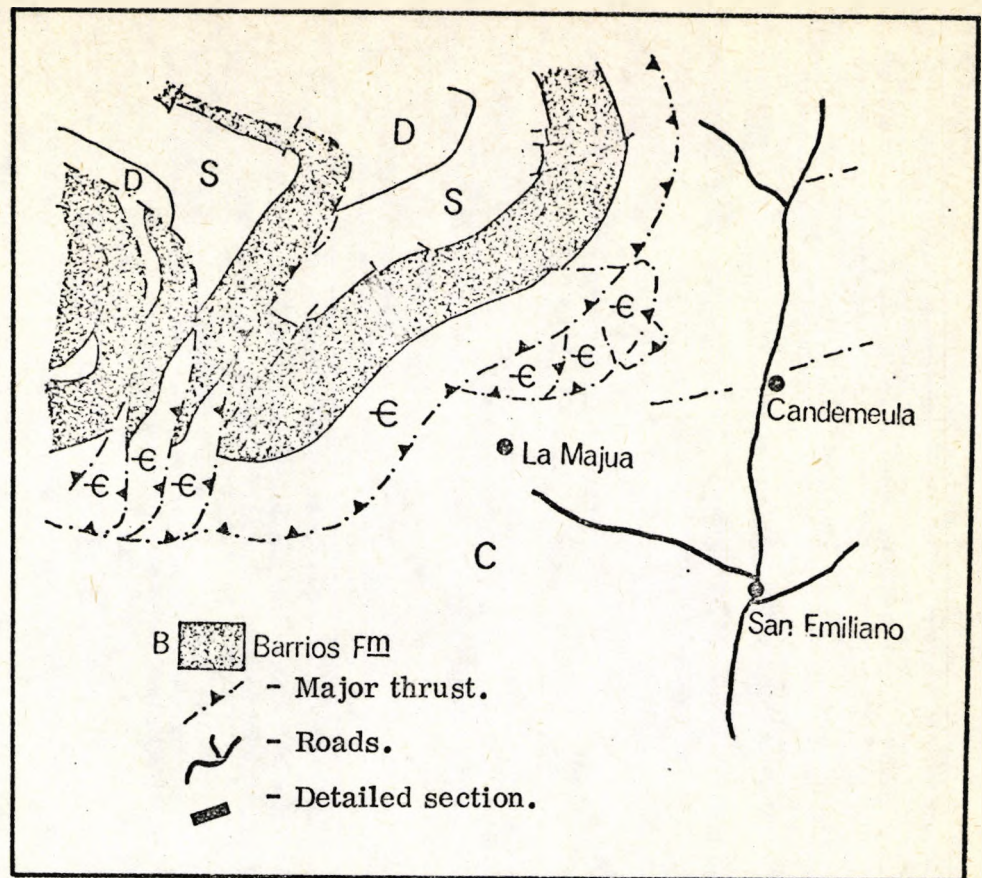 D
D
S
S
Є
Є
Є
Є
Candemeula
La Majua
Є
Є
Є
C
San Emiliano
B Barrios Fm
- Major thrust.
- Roads.
- Detailed section.